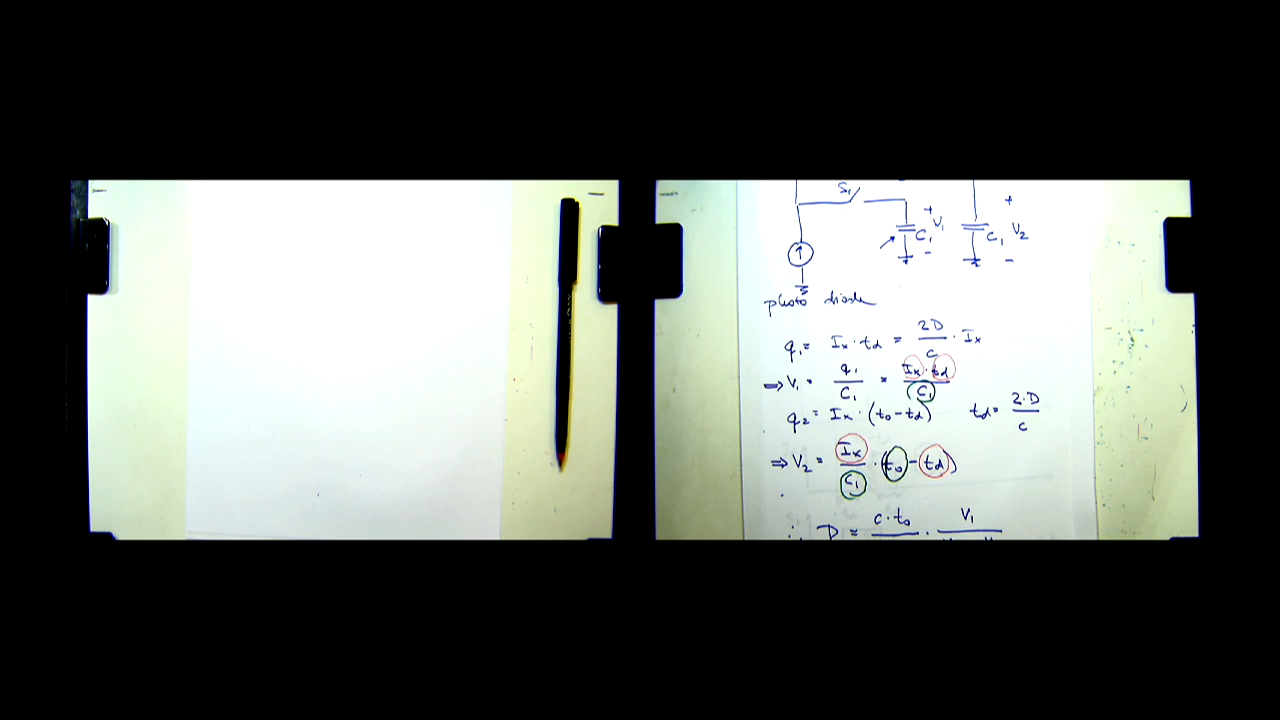 S₁
+ +
V₁ V₂
C₁ C₁
- -
photo diode
q₁= Iₓ·t_d = 2D/c · Iₓ
⇒ V₁ = q₁/C₁ = Iₓ·t_d/C₁
q₂= Iₓ·(t₀-t_d) t_d= 2·D/c
⇒ V₂ = Iₓ/C₁ ·(t₀-t_d)
∴ D = c·t₀ · V₁